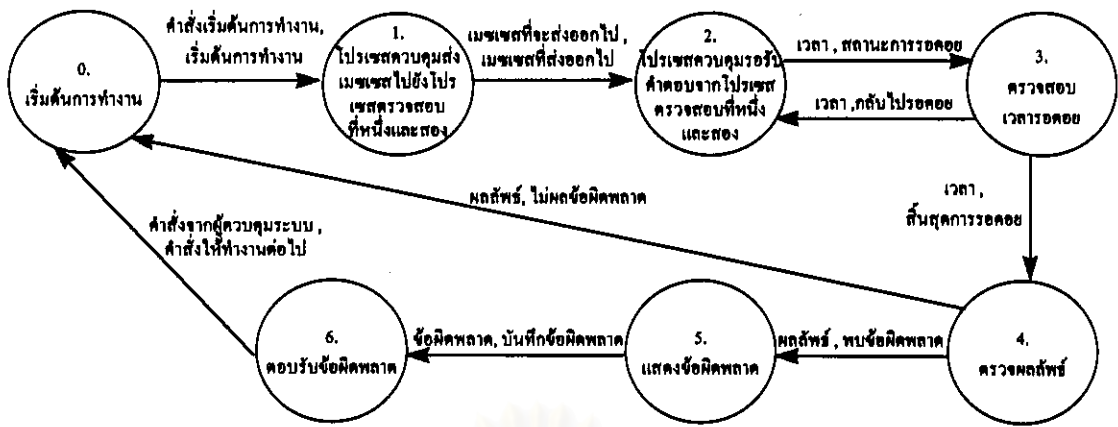 0.
เริ่มต้นการทำงาน
คำสั่งเริ่มต้นการทำงาน,
เริ่มต้นการทำงาน
1.
โปรเซสควบคุมส่ง
เมซเซสไปยังโปร
เซสตรวจสอบ
ที่หนึ่งและสอง
เมซเซสที่จะส่งออกไป ,
เมซเซสที่ส่งออกไป
2.
โปรเซสควบคุมรอรับ
คำตอบจากโปรเซส
ตรวจสอบที่หนึ่ง
และสอง
เวลา , สถานะการรอคอย
เวลา ,กลับไปรอคอย
3.
ตรวจสอบ
เวลารอคอย
เวลา ,
สิ้นสุดการรอคอย
ผลลัพธ์, ไม่ผลข้อผิดพลาด
คำสั่งจากผู้ควบคุมระบบ ,
คำสั่งให้ทำงานต่อไป
6.
ตอบรับข้อผิดพลาด
ข้อผิดพลาด, บันทึกข้อผิดพลาด
5.
แสดงข้อผิดพลาด
ผลลัพธ์ , พบข้อผิดพลาด
4.
ตรวจผลลัพธ์